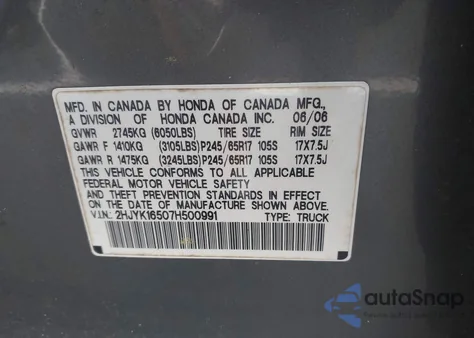 MFD. IN CANADA BY HONDA OF CANADA MFG.,
A DIVISION OF HONDA CANADA INC. 06/06
GVWR 2745KG (6050LBS) TIRE SIZE RIM SIZE
GAWR F 1410KG (3105LBS)P245/65R17 105S 17X7.5J
GAWR R 1475KG (3245LBS)P245/65R17 105S 17X7.5J
THIS VEHICLE CONFORMS TO ALL APPLICABLE
FEDERAL MOTOR VEHICLE SAFETY
AND THEFT PREVENTION STANDARDS IN EFFECT
ON THE DATE OF MANUFACTURE SHOWN ABOVE.
V.I.N: 2HJYK16507H500991 TYPE: TRUCK
autoSnap